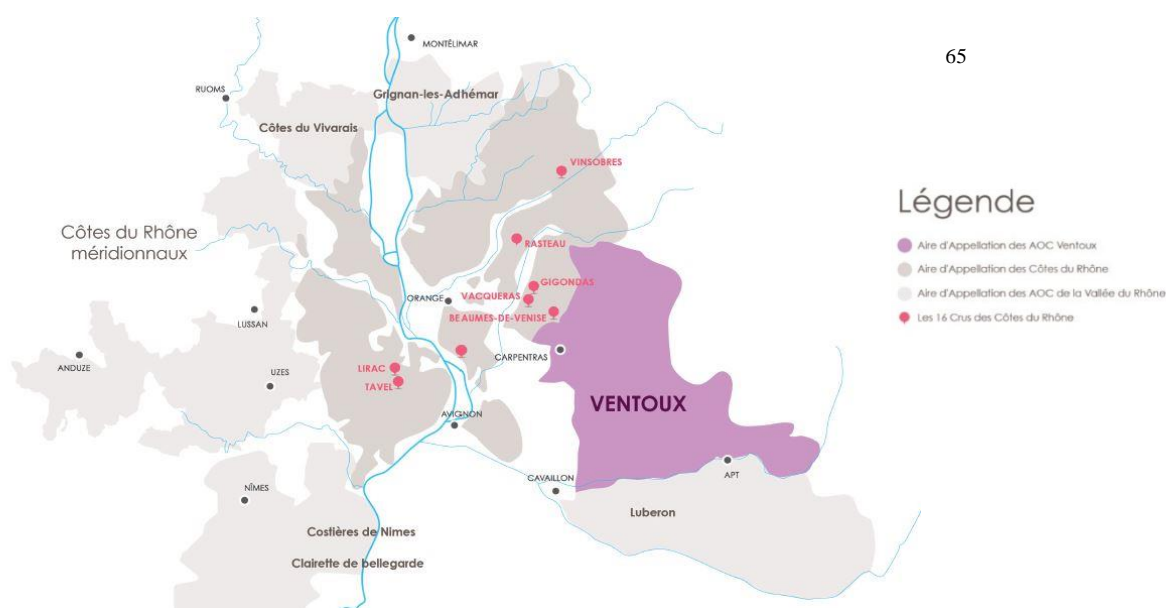 65
MONTÉLIMAR
RUOMS
Grignan-les-Adhémar
Côtes du Vivarais
VINSOBRES
Légende
Côtes du Rhône
méridionnaux
RASTEAU
Aire d'Appellation des AOC Ventoux
Aire d'Appellation des Côtes du Rhône
Aire d'Appellation des AOC de la Vallée du Rhône
Les 16 Crus des Côtes du Rhône
GIGONDAS
ORANGE
VACQUERAS
BEAUMES-DE-VENISE
LUSSAN
CARPENTRAS
ANDUZE
UZES
LIRAC
TAVEL
VENTOUX
AVIGNON
APT
CAVAILLON
NÎMES
Luberon
Costières de Nimes
Clairette de bellegarde